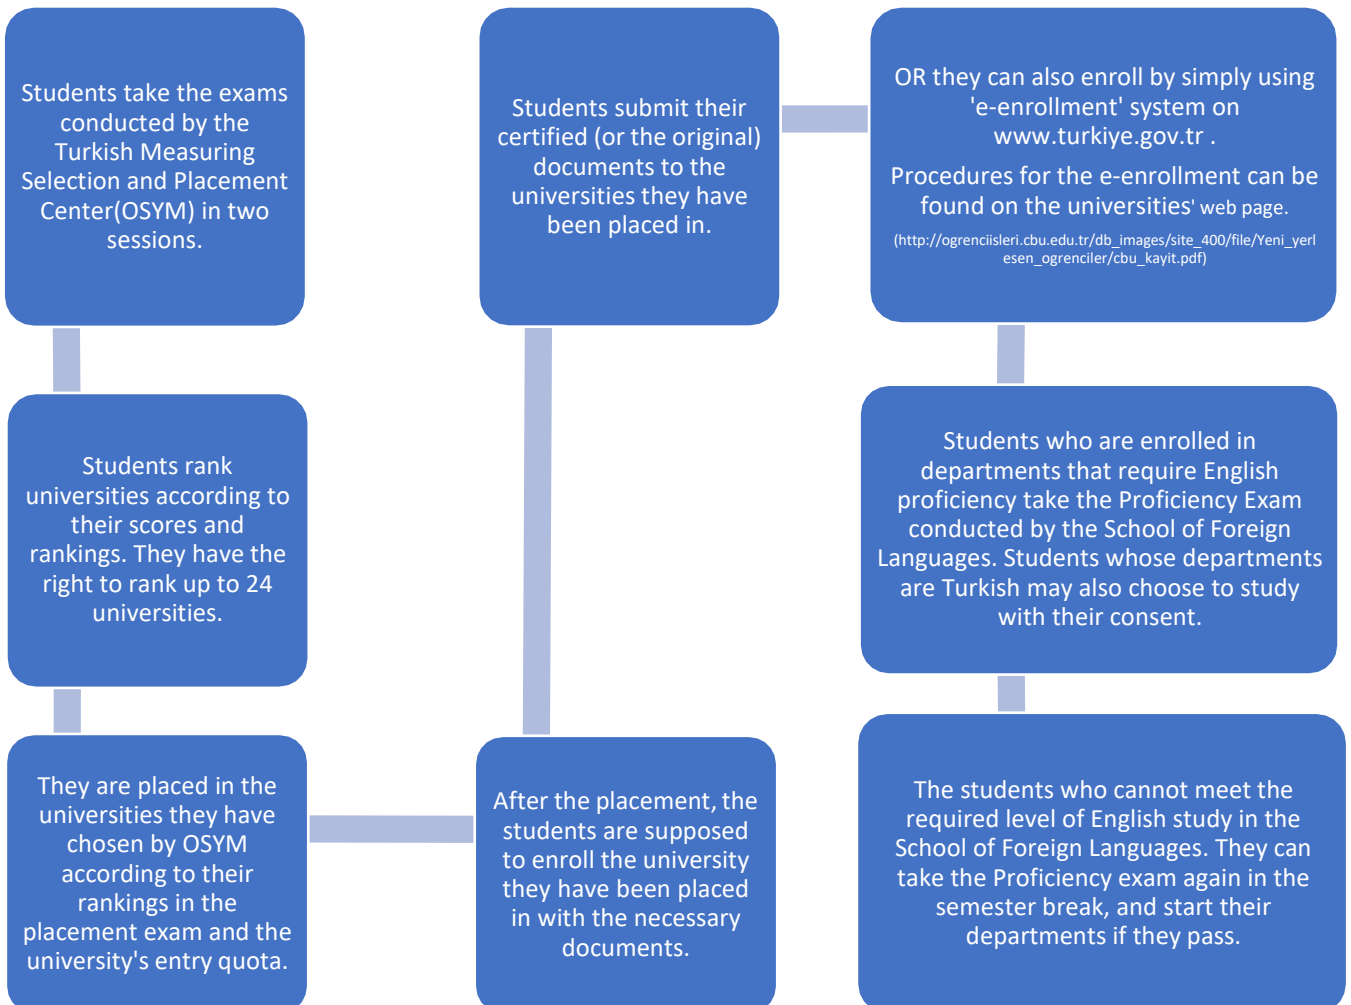 Students take the exams
conducted by the
Turkish Measuring
Selection and Placement
Center(OSYM) in two
sessions.
Students rank
universities according to
their scores and
rankings. They have the
right to rank up to 24
universities.
They are placed in the
universities they have
chosen by OSYM
according to their
rankings in the
placement exam and the
university's entry quota.
After the placement, the
students are supposed
to enroll the university
they have been placed
in with the necessary
documents.
Students submit their
certified (or the original)
documents to the
universities they have
been placed in.
OR they can also enroll by simply using
'e-enrollment' system on
www.turkiye.gov.tr .
Procedures for the e-enrollment can be
found on the universities' web page.
(http://ogrenciisleri.cbu.edu.tr/db_images/site_400/file/Yeni_yerl
esen_ogrenciler/cbu_kayit.pdf)
Students who are enrolled in
departments that require English
proficiency take the Proficiency Exam
conducted by the School of Foreign
Languages. Students whose departments
are Turkish may also choose to study
with their consent.
The students who cannot meet the
required level of English study in the
School of Foreign Languages. They can
take the Proficiency exam again in the
semester break, and start their
departments if they pass.